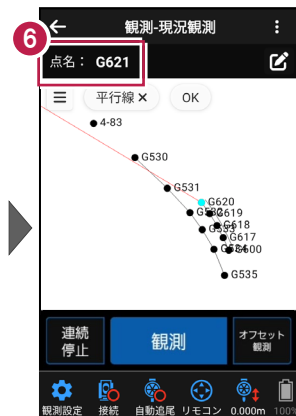 6
観測-現況観測
点名： G621
平行線 ×
OK
4-83
G530
G531
G620
G619
G618
G533
G617
G600
G535
連続
停止
観測
オフセット
観測
観測設定
接続
自動追尾
リモコン
0.000m
100%